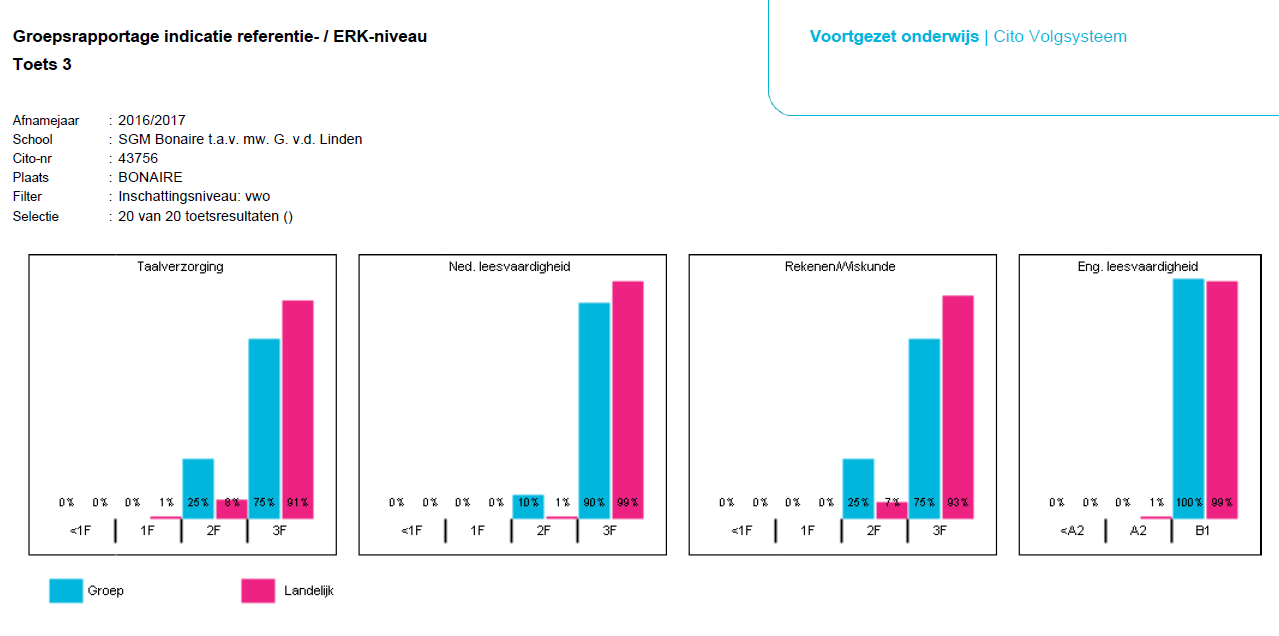 Groepsrapportage indicatie referentie- / ERK-niveau
Voortgezet onderwijs | Cito Volgsysteem
Toets 3
Afnamejaar : 2016/2017
School : SGM Bonaire t.a.v. mw. G. v.d. Linden
Cito-nr : 43756
Plaats : BONAIRE
Filter : Inschattingsniveau: vwo
Selectie : 20 van 20 toetsresultaten ()
Taalverzorging
0% 0% 0% 1% 25% 8% 75% 91%
<1F 1F 2F 3F
Ned. leesvaardigheid
0% 0% 0% 0% 10% 1% 90% 99%
<1F 1F 2F 3F
Rekenen/Wiskunde
0% 0% 0% 0% 25% 7% 75% 93%
<1F 1F 2F 3F
Eng. leesvaardigheid
0% 0% 0% 1% 100% 99%
<A2 A2 B1
Groep Landelijk